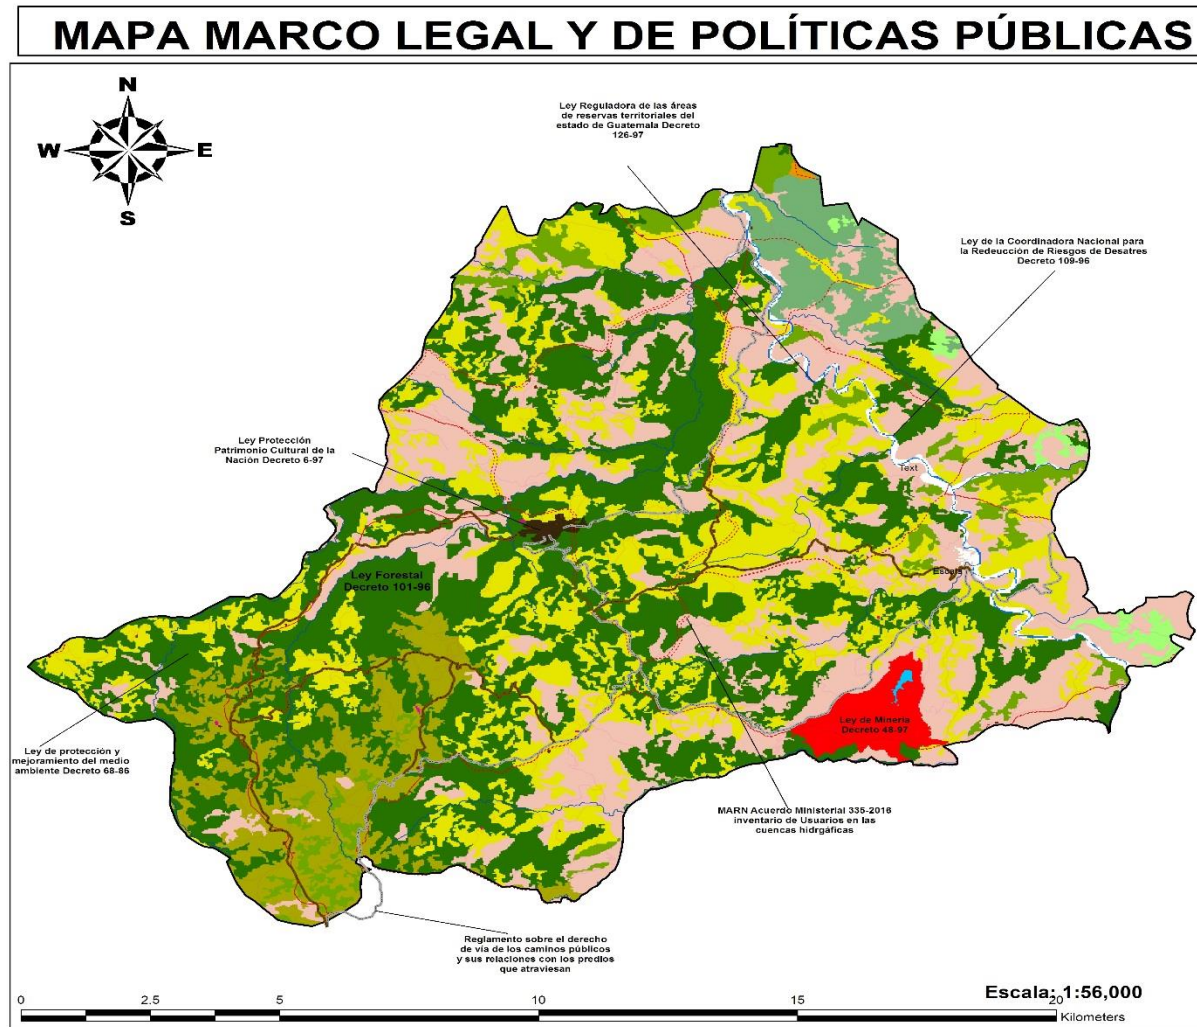 MAPA MARCO LEGAL Y DE POLÍTICAS PÚBLICAS
N
W
E
S
Ley Reguladora de las áreas
de reservas territoriales del
estado de Guatemala Decreto
126-97
Ley de la Coordinadora Nacional para
la Redeucción de Riesgos de Desatres
Decreto 109-96
Ley Protección
Patrimonio Cultural de la
Nación Decreto 6-97
Text
Ley Forestal
Decreto 101-96
Ley de Minería
Decreto 48-97
Ley de protección y
mejoramiento del medio
ambiente Decreto 68-86
MARN Acuerdo Ministerial 335-2016
inventario de Usuarios en las
cuencas hidrgáficas
Reglamento sobre el derecho
de vía de los caminos públicos
y sus relaciones con los predios
que atraviesan
Escala: 1:56,000
0 2.5 5 10 15 20
Kilometers